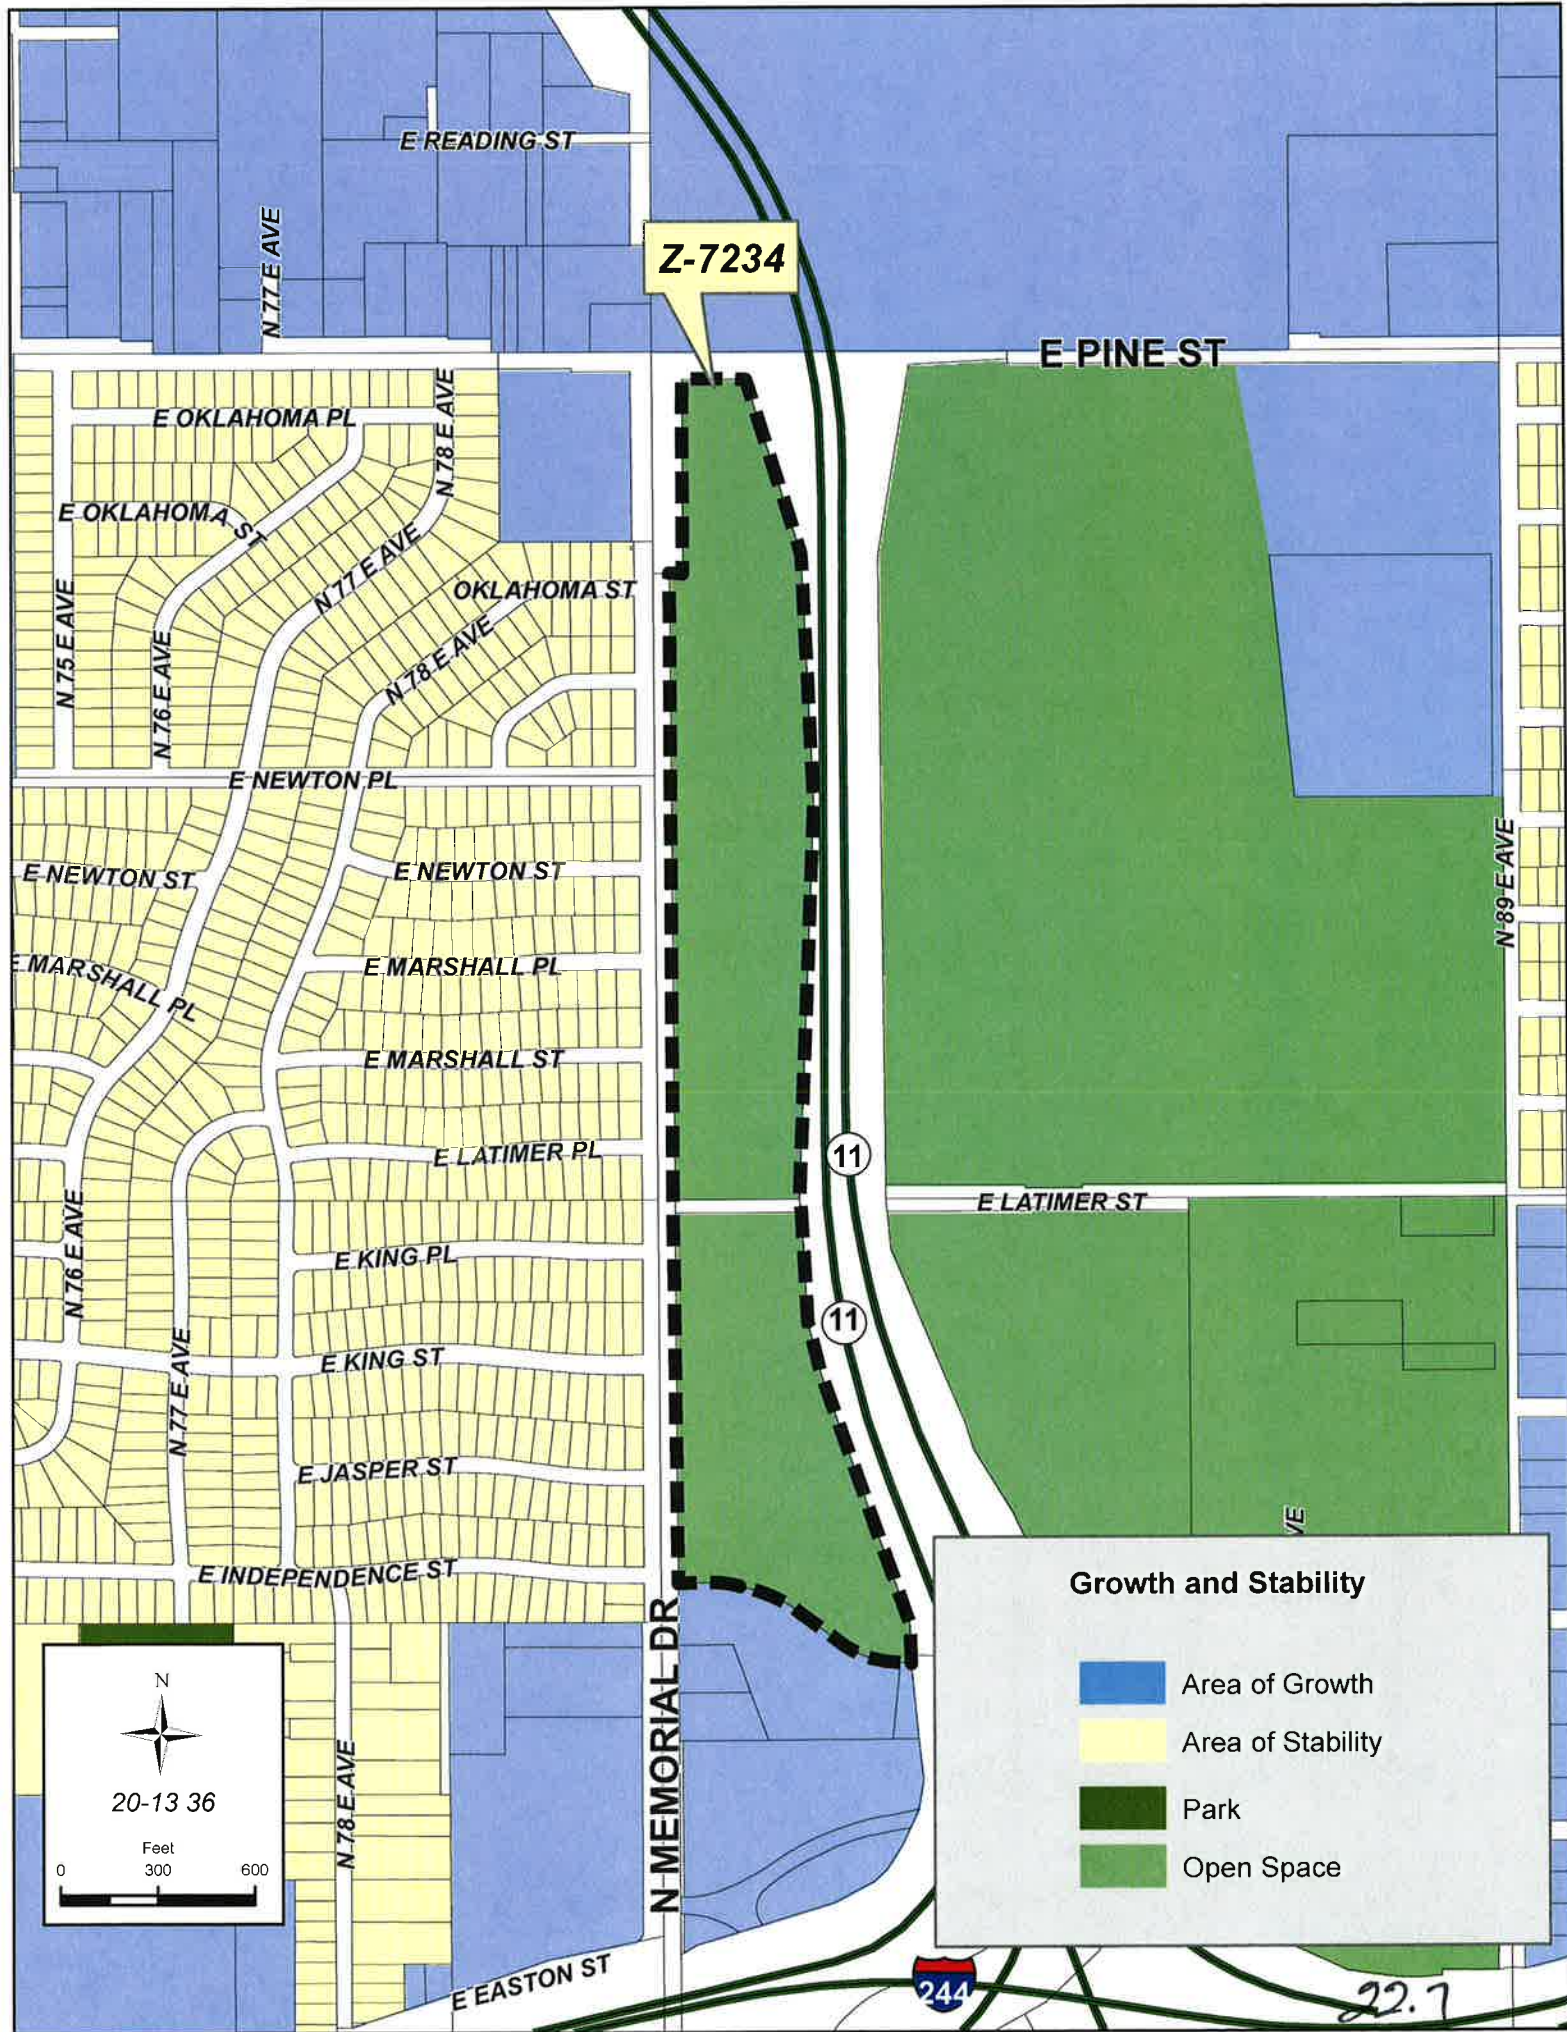 E READING ST
N 77 E AVE
Z-7234
E PINE ST
E OKLAHOMA PL
N 78 E AVE
E OKLAHOMA ST
N 77 E AVE
OKLAHOMA ST
N 75 E AVE
N 76 E AVE
N 78 E AVE
E NEWTON PL
E NEWTON ST
E NEWTON ST
N 89 E AVE
E MARSHALL PL
E MARSHALL PL
E MARSHALL ST
E LATIMER PL
11
E LATIMER ST
N 76 E AVE
E KING PL
11
E KING ST
N 77 E AVE
E JASPER ST
VE
E INDEPENDENCE ST
N MEMORIAL DR
Growth and Stability
Area of Growth
Area of Stability
Park
Open Space
N
20-13 36
Feet
0 300 600
N 78 E AVE
E EASTON ST
244
22.7